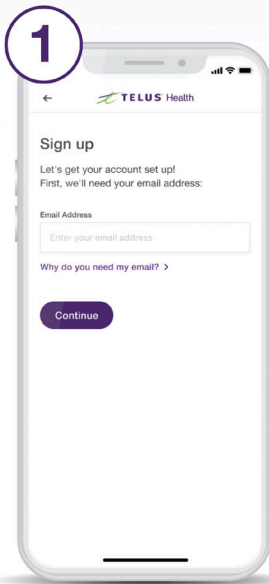 1
TELUS Health
Sign up
Let's get your account set up!
First, we'll need your email address:
Email Address
Enter your email address
Why do you need my email? >
Continue